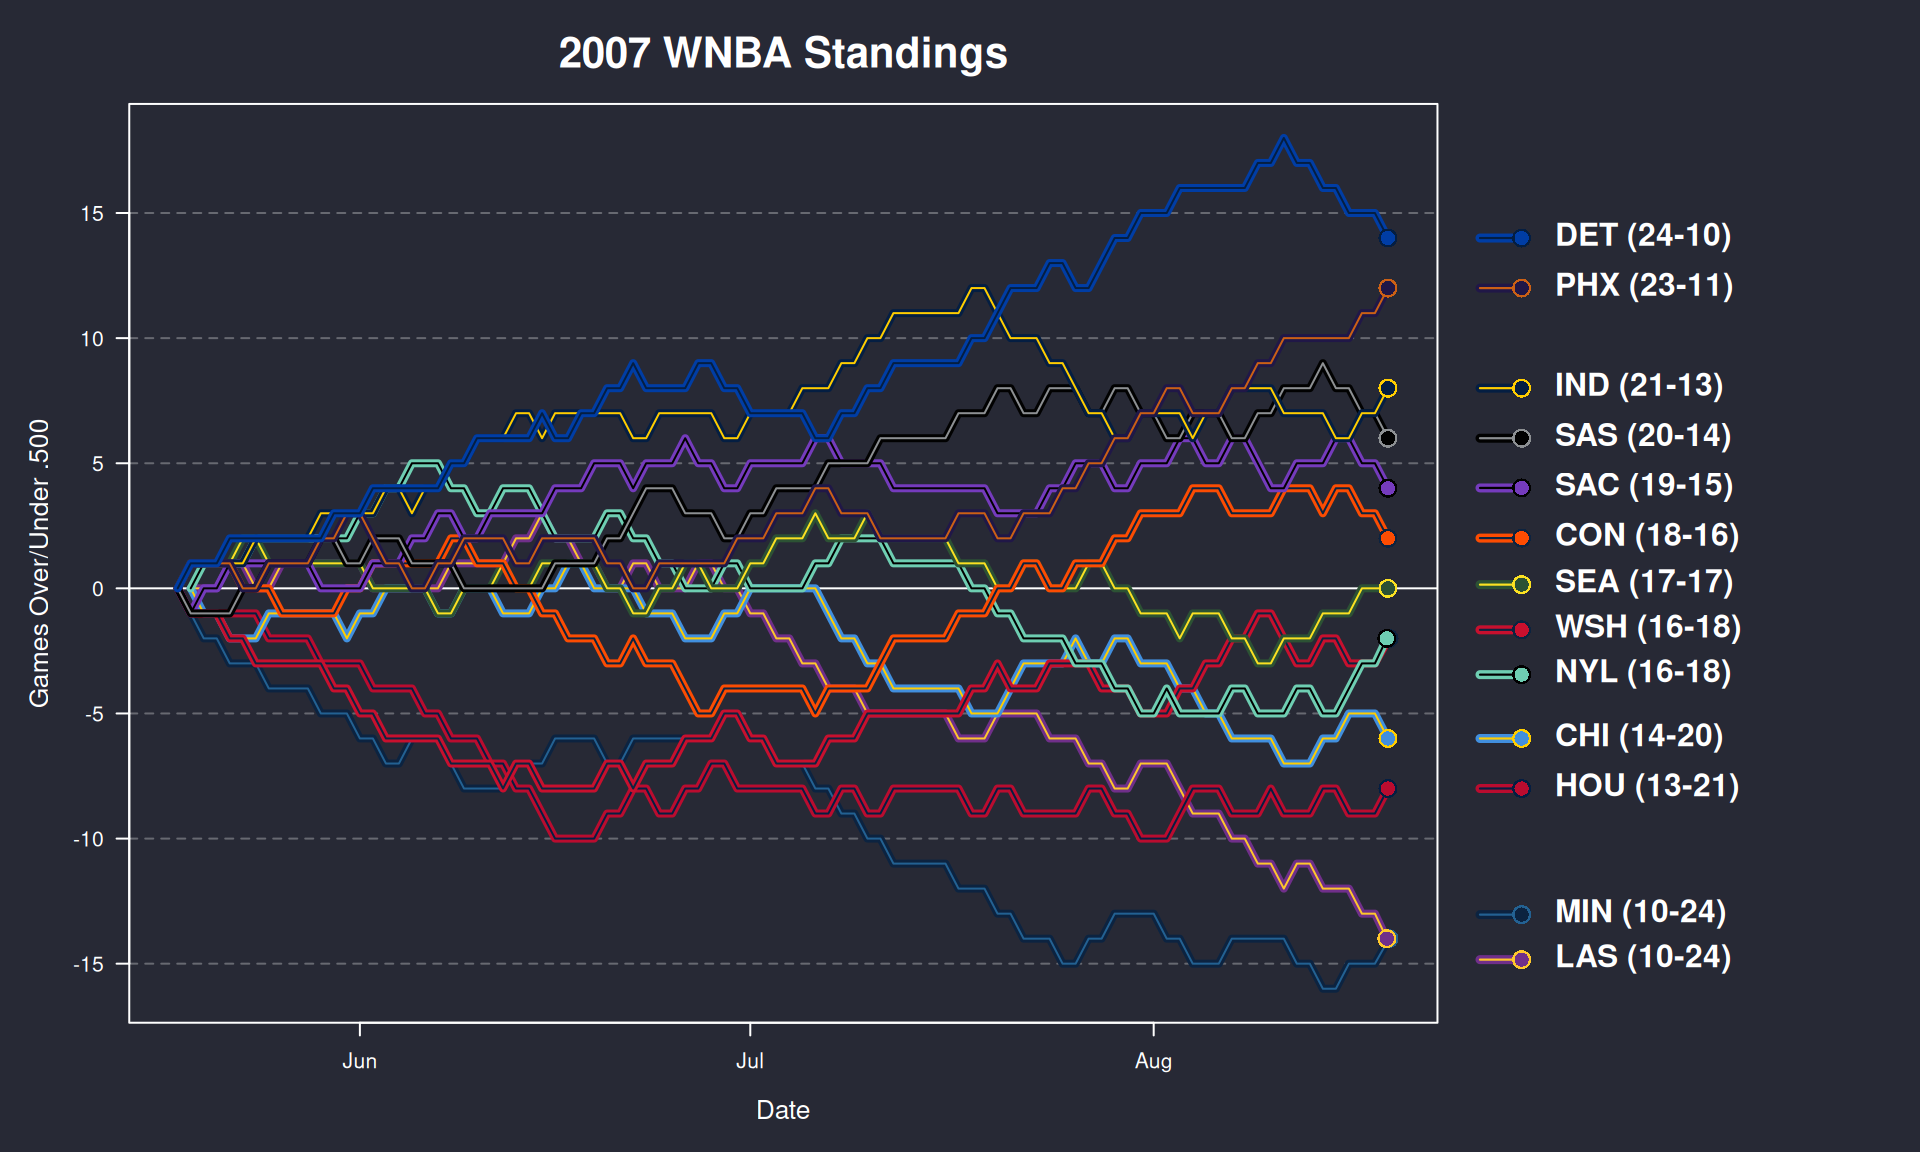 2007 WNBA Standings
Games Over/Under .500
15
10
5
0
-5
-10
-15
Jun
Jul
Aug
Date
DET (24-10)
PHX (23-11)
IND (21-13)
SAS (20-14)
SAC (19-15)
CON (18-16)
SEA (17-17)
WSH (16-18)
NYL (16-18)
CHI (14-20)
HOU (13-21)
MIN (10-24)
LAS (10-24)